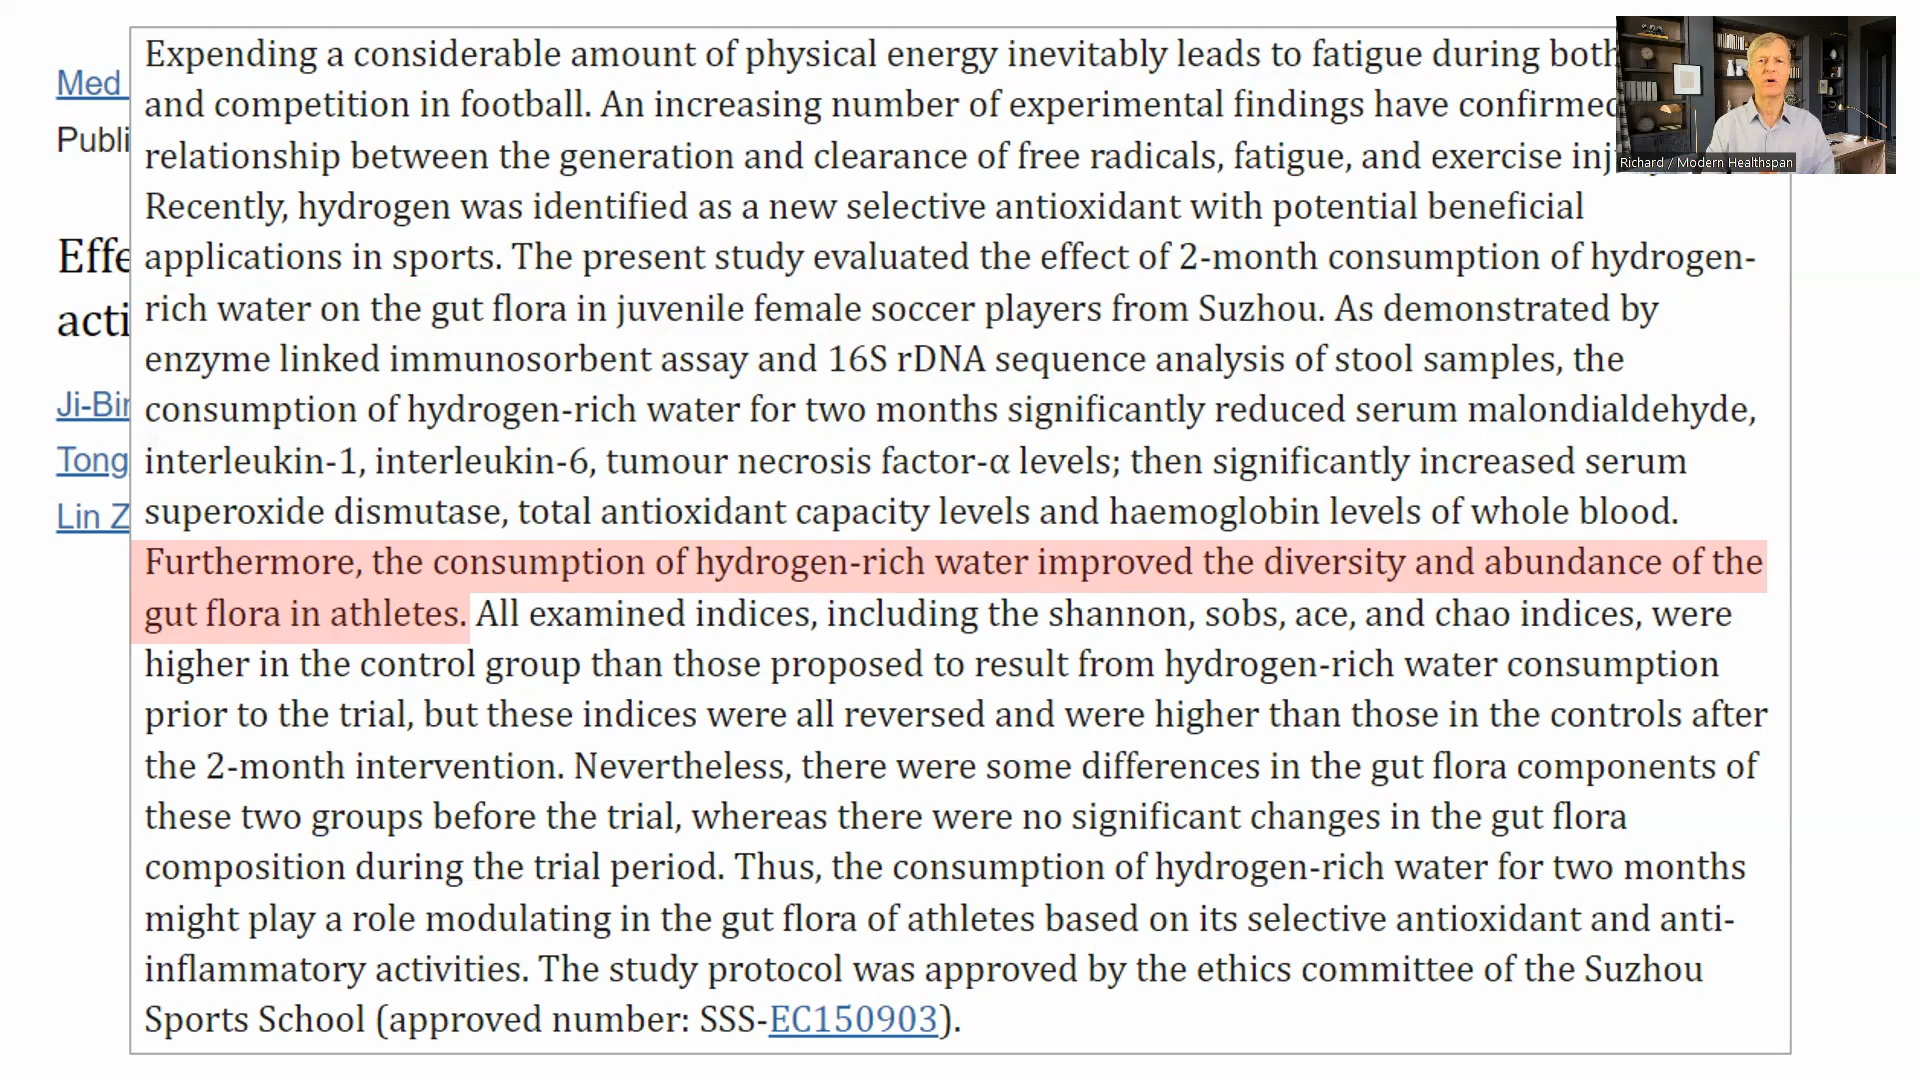 Expending a considerable amount of physical energy inevitably leads to fatigue during both
and competition in football. An increasing number of experimental findings have confirmed
relationship between the generation and clearance of free radicals, fatigue, and exercise
Recently, hydrogen was identified as a new selective antioxidant with potential beneficial
applications in sports. The present study evaluated the effect of 2-month consumption of hydrogen-
rich water on the gut flora in juvenile female soccer players from Suzhou. As demonstrated by
enzyme linked immunosorbent assay and 16S rDNA sequence analysis of stool samples, the
consumption of hydrogen-rich water for two months significantly reduced serum malondialdehyde,
interleukin-1, interleukin-6, tumour necrosis factor-α levels; then significantly increased serum
superoxide dismutase, total antioxidant capacity levels and haemoglobin levels of whole blood.
Furthermore, the consumption of hydrogen-rich water improved the diversity and abundance of the
gut flora in athletes. All examined indices, including the shannon, sobs, ace, and chao indices, were
higher in the control group than those proposed to result from hydrogen-rich water consumption
prior to the trial, but these indices were all reversed and were higher than those in the controls after
the 2-month intervention. Nevertheless, there were some differences in the gut flora components of
these two groups before the trial, whereas there were no significant changes in the gut flora
composition during the trial period. Thus, the consumption of hydrogen-rich water for two months
might play a role modulating in the gut flora of athletes based on its selective antioxidant and anti-
inflammatory activities. The study protocol was approved by the ethics committee of the Suzhou
Sports School (approved number: SSS-EC150903).
Med
Publi
Effe
acti
Ji-Bin
Tong
Lin Z
Richard / Modern Healthspan